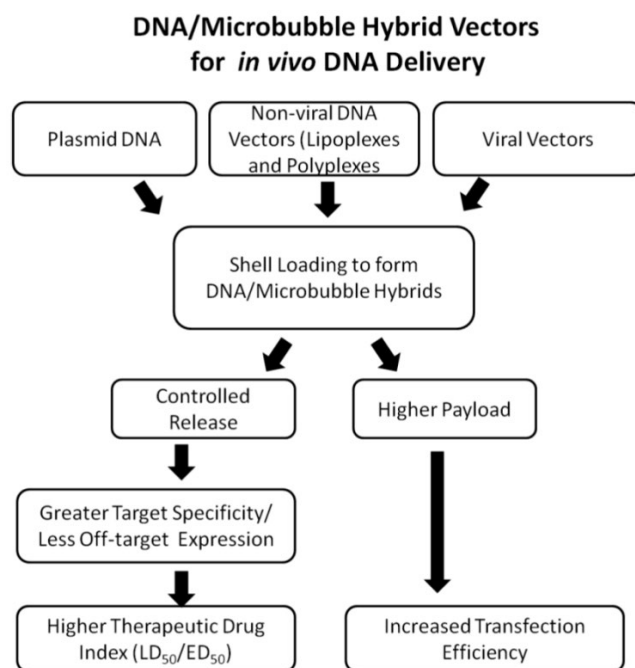 DNA/Microbubble Hybrid Vectors
for in vivo DNA Delivery
Plasmid DNA
Non-viral DNA
Vectors (Lipoplexes
and Polyplexes
Viral Vectors
Shell Loading to form
DNA/Microbubble Hybrids
Controlled
Release
Higher Payload
Greater Target Specificity/
Less Off-target Expression
Higher Therapeutic Drug
Index (LD₅₀/ED₅₀)
Increased Transfection
Efficiency